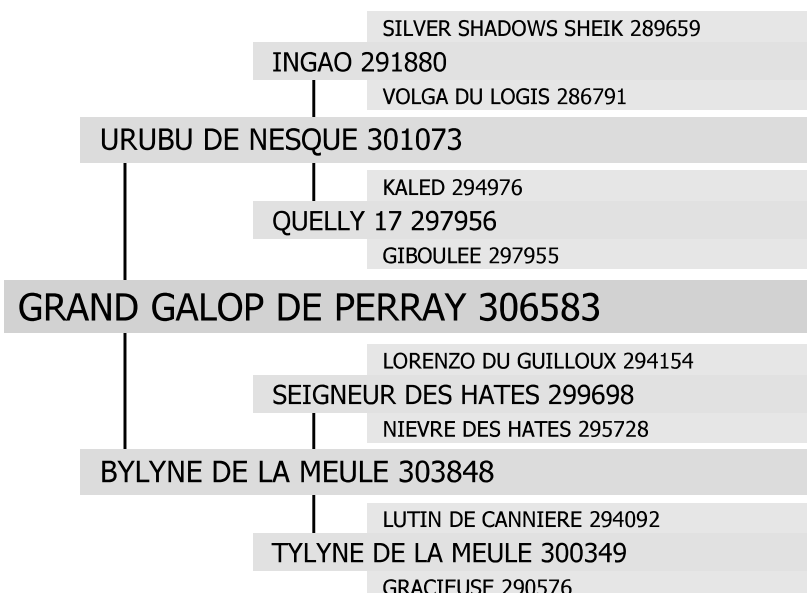 SILVER SHADOWS SHEIK 289659
INGAO 291880
VOLGA DU LOGIS 286791
URUBU DE NESQUE 301073
KALED 294976
QUELLY 17 297956
GIBOULEE 297955
GRAND GALOP DE PERRAY 306583
LORENZO DU GUILLOUX 294154
SEIGNEUR DES HATES 299698
NIEVRE DES HATES 295728
BYLYNE DE LA MEULE 303848
LUTIN DE CANNIERE 294092
TYLYNE DE LA MEULE 300349
GRACIEUSE 290576